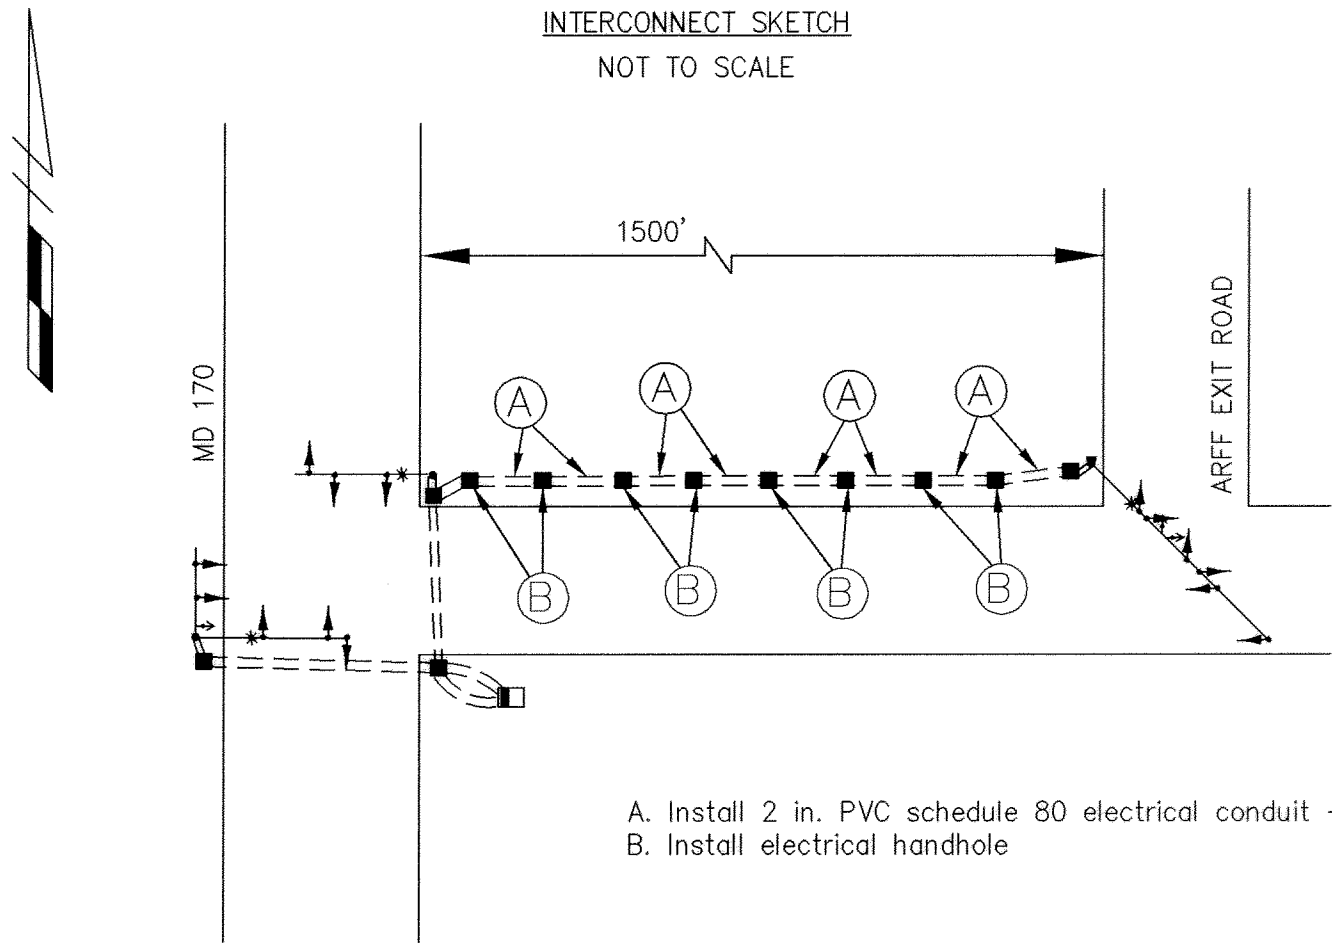 INTERCONNECT SKETCH
NOT TO SCALE
1500'
MD 170
ARFF EXIT ROAD
A
A
A
A
B
B
B
B
A. Install 2 in. PVC schedule 80 electrical conduit -
B. Install electrical handhole